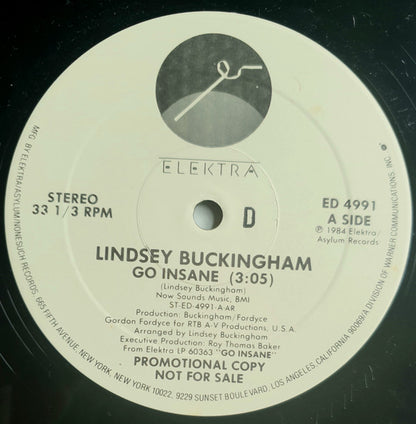 ELEKTRA
STEREO
33 1/3 RPM
D
ED 4991
A SIDE
℗ 1984 Elektra/
Asylum Records
LINDSEY BUCKINGHAM
GO INSANE (3:05)
(Lindsey Buckingham)
Now Sounds Music, BMI
ST-ED-4991-A-AR
Production: Buckingham/Fordyce
Gordon Fordyce for RTB A-V Productions, U.S.A.
Arranged by Lindsey Buckingham
Executive Production: Roy Thomas Baker
From Elektra LP 60363 "GO INSANE"
PROMOTIONAL COPY
NOT FOR SALE
MFG. BY ELEKTRA/ASYLUM/NONESUCH RECORDS, 665 FIFTH AVENUE, NEW YORK, NEW YORK 10022, 9229 SUNSET BOULEVARD, LOS ANGELES, CALIFORNIA 90069/A DIVISION OF WARNER COMMUNICATIONS, INC.